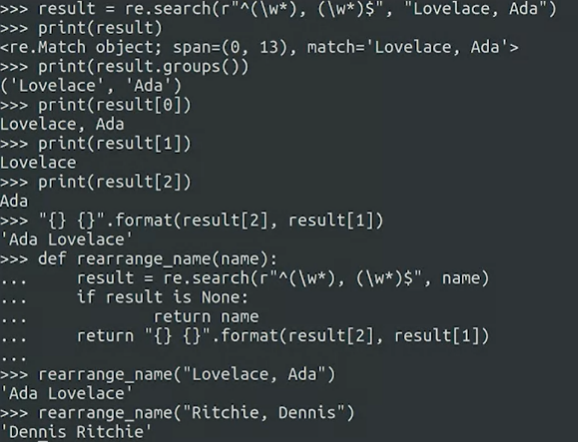 >>> result = re.search(r"^(\w*), (\w*)$", "Lovelace, Ada")
>>> print(result)
<re.Match object; span=(0, 13), match='Lovelace, Ada'>
>>> print(result.groups())
('Lovelace', 'Ada')
>>> print(result[0])
Lovelace, Ada
>>> print(result[1])
Lovelace
>>> print(result[2])
Ada
>>> "{} {}".format(result[2], result[1])
'Ada Lovelace'
>>> def rearrange_name(name):
...     result = re.search(r"^(\w*), (\w*)$", name)
...     if result is None:
...             return name
...     return "{} {}".format(result[2], result[1])
...
>>> rearrange_name("Lovelace, Ada")
'Ada Lovelace'
>>> rearrange_name("Ritchie, Dennis")
'Dennis Ritchie'